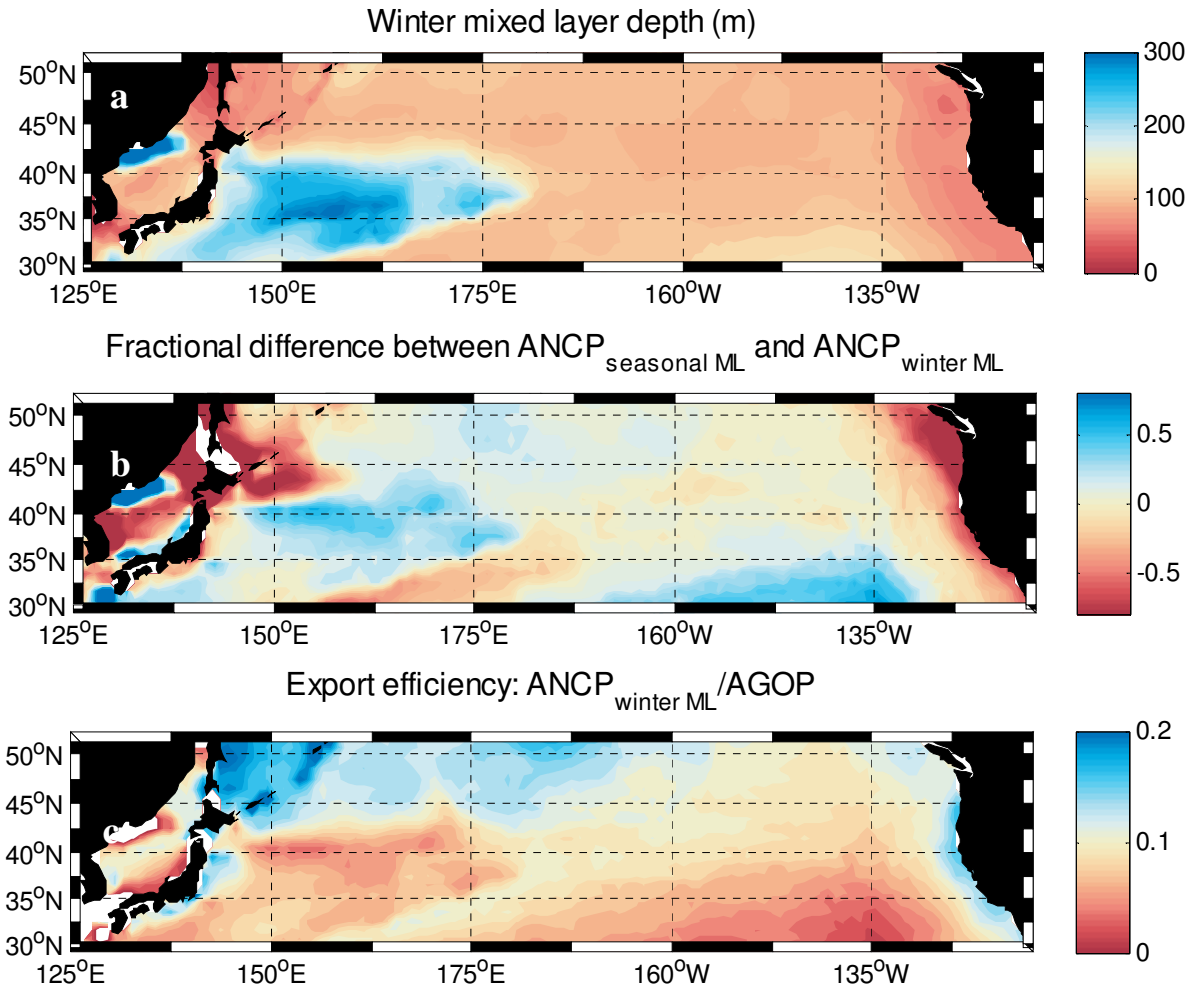 Winter mixed layer depth (m)
a
50°N
45°N
40°N
35°N
30°N
125°E 150°E 175°E 160°W 135°W
300
200
100
0
Fractional difference between ANCP seasonal ML and ANCP winter ML
b
50°N
45°N
40°N
35°N
30°N
125°E 150°E 175°E 160°W 135°W
0.5
0
-0.5
Export efficiency: ANCP winter ML/AGOP
c
50°N
45°N
40°N
35°N
30°N
125°E 150°E 175°E 160°W 135°W
0.2
0.1
0